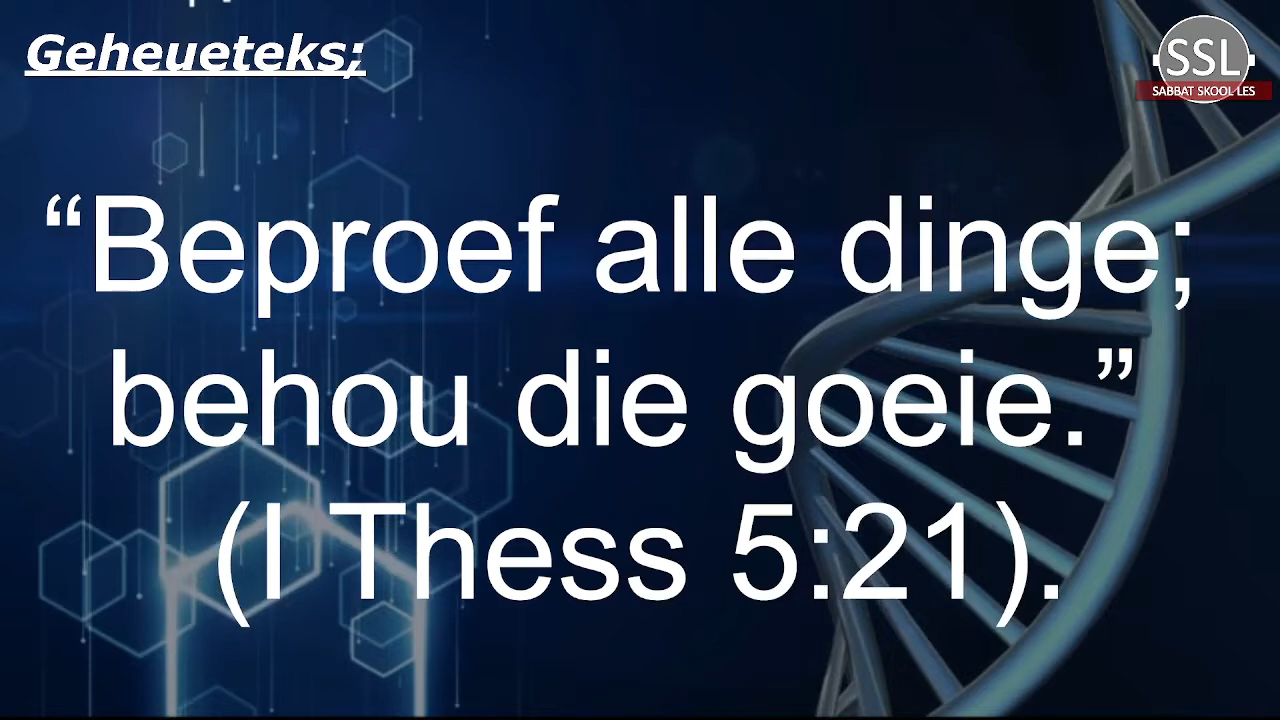 Geheueteks;
SSL
SABBAT SKOOL LES
“Beproef alle dinge;
behou die goeie.”
(I Thess 5:21).